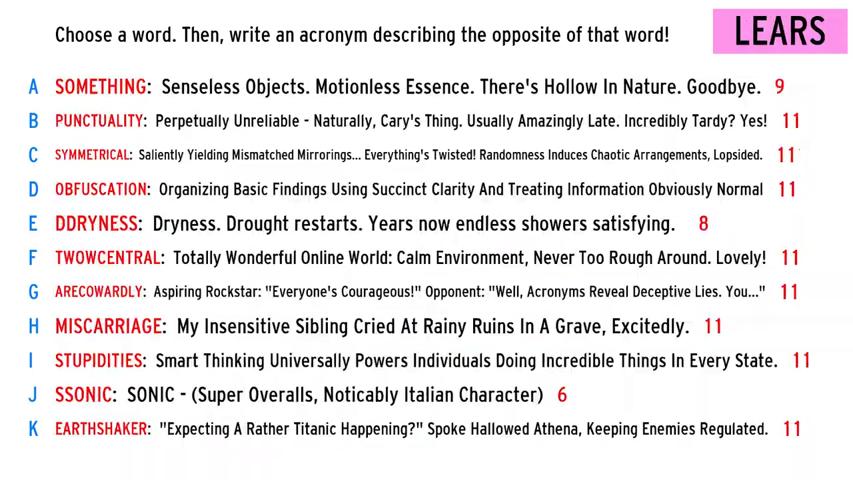 Choose a word. Then, write an acronym describing the opposite of that word!
LEARS
A SOMETHING: Senseless Objects. Motionless Essence. There's Hollow In Nature. Goodbye. 9
B PUNCTUALITY: Perpetually Unreliable - Naturally, Cary's Thing. Usually Amazingly Late. Incredibly Tardy? Yes! 11
C SYMMETRICAL: Saliently Yielding Mismatched Mirrorings... Everything's Twisted! Randomness Induces Chaotic Arrangements, Lopsided. 11
D OBFUSCATION: Organizing Basic Findings Using Succinct Clarity And Treating Information Obviously Normal 11
E DDRYNESS: Dryness. Drought restarts. Years now endless showers satisfying. 8
F TWOWCENTRAL: Totally Wonderful Online World: Calm Environment, Never Too Rough Around. Lovely! 11
G ARECOWARDLY: Aspiring Rockstar: "Everyone's Courageous!" Opponent: "Well, Acronyms Reveal Deceptive Lies. You..." 11
H MISCARRIAGE: My Insensitive Sibling Cried At Rainy Ruins In A Grave, Excitedly. 11
I STUPIDITIES: Smart Thinking Universally Powers Individuals Doing Incredible Things In Every State. 11
J SSONIC: SONIC - (Super Overalls, Noticably Italian Character) 6
K EARTHSHAKER: "Expecting A Rather Titanic Happening?" Spoke Hallowed Athena, Keeping Enemies Regulated. 11